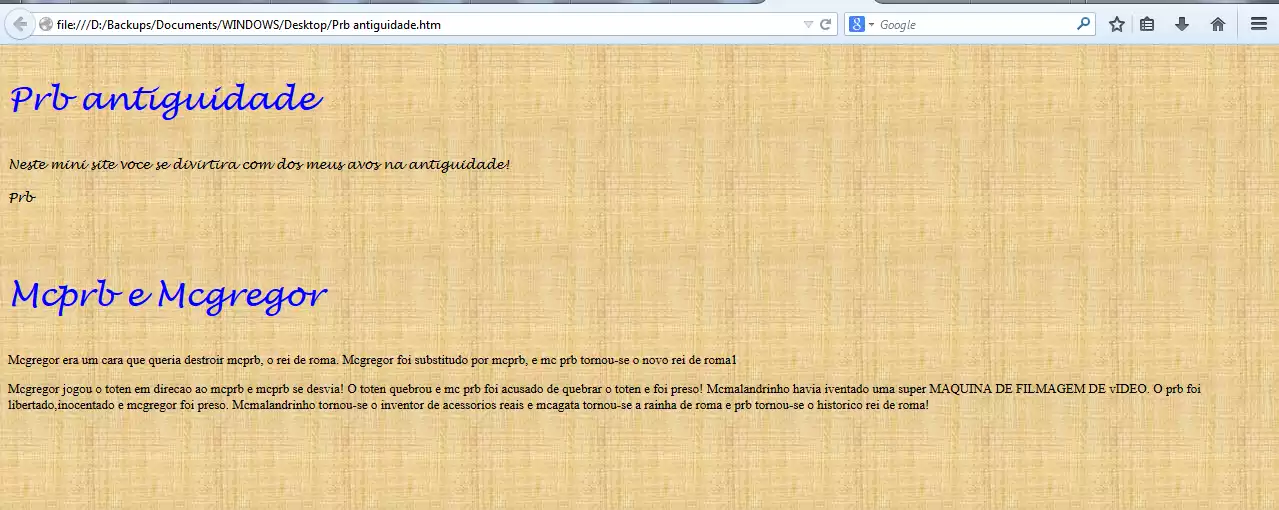 file:///D:/Backups/Documents/WINDOWS/Desktop/Prb antiguidade.htm
Google
Prb antiguidade
Neste mini site voce se divirtira com dos meus avos na antiguidade!
Prb
Mcprb e Mcgregor
Mcgregor era um cara que queria destroir mcprb, o rei de roma. Mcgregor foi substitudo por mcprb, e mc prb tornou-se o novo rei de roma1
Mcgregor jogou o toten em direcao ao mcprb e mcprb se desvia! O toten quebrou e mc prb foi acusado de quebrar o toten e foi preso! Mcmalandrinho havia iventado uma super MAQUINA DE FILMAGEM DE vIDEO. O prb foi
libertado,inocentado e mcgregor foi preso. Mcmalandrinho tornou-se o inventor de acessorios reais e mcagata tornou-se a rainha de roma e prb tornou-se o historico rei de roma!